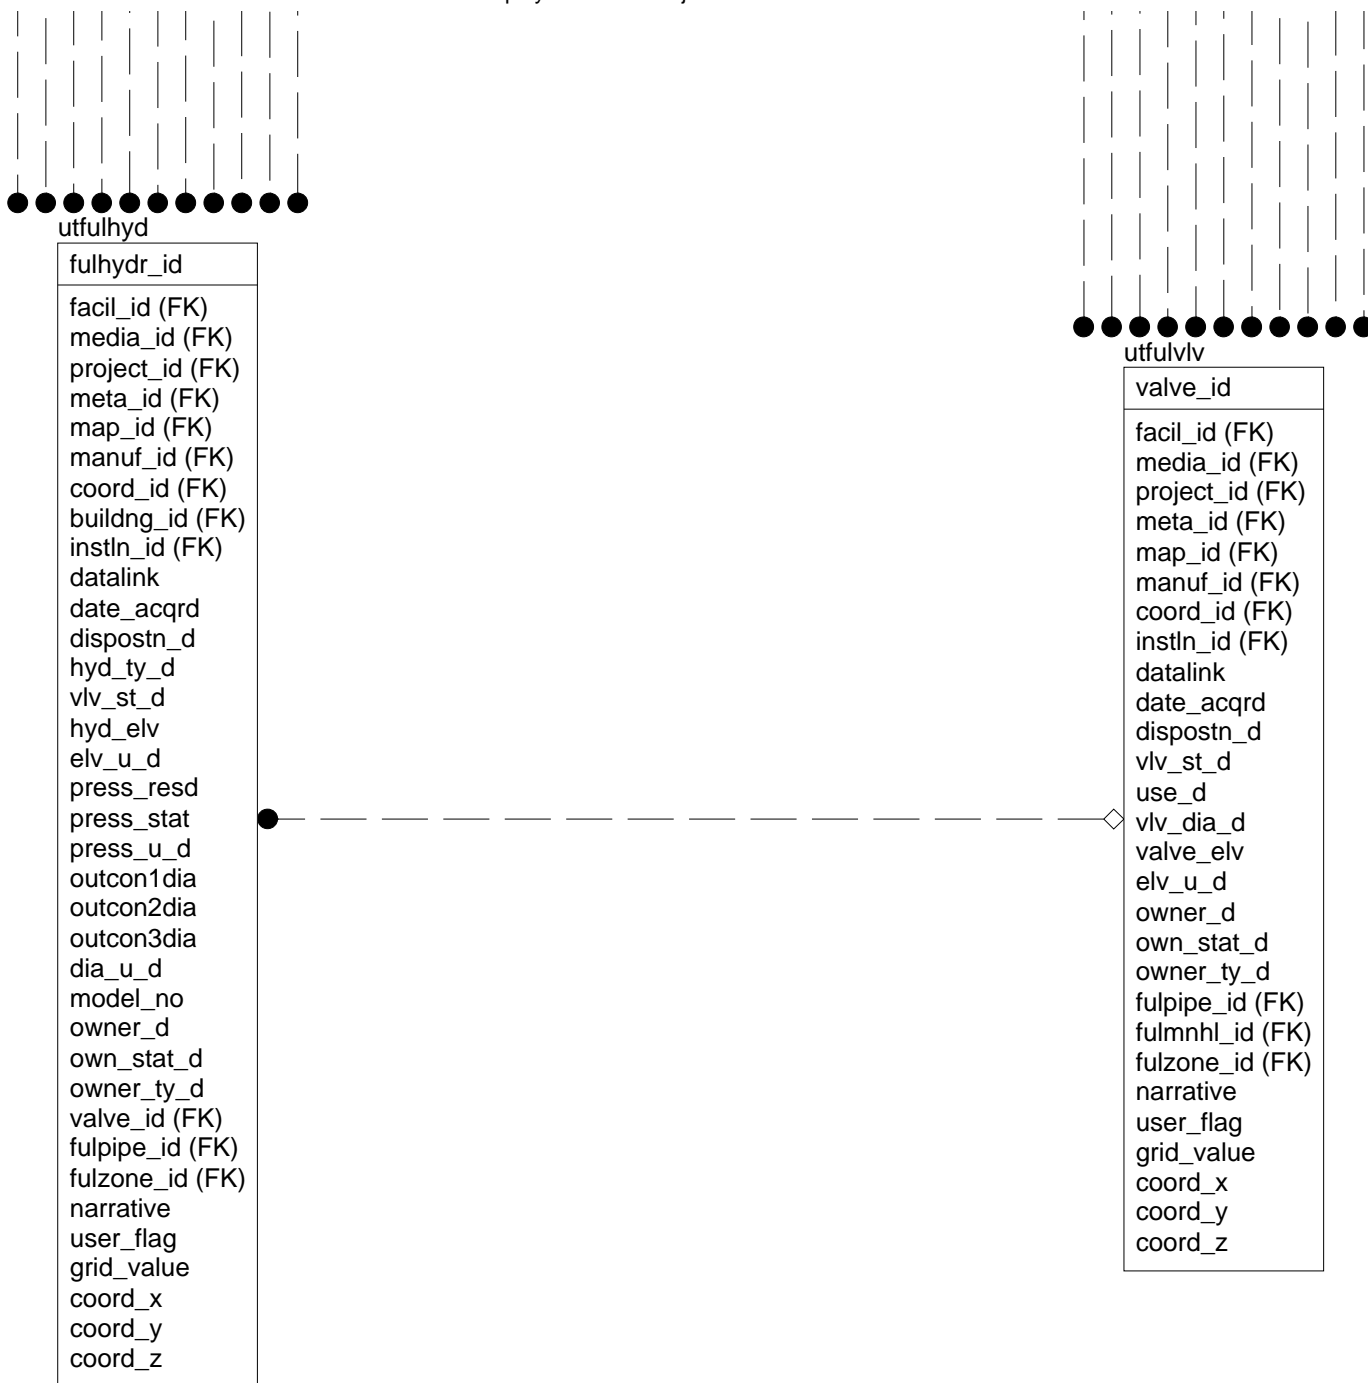 utfulhyd
fulhydr_id
facil_id (FK)
media_id (FK)
project_id (FK)
meta_id (FK)
map_id (FK)
manuf_id (FK)
coord_id (FK)
buildng_id (FK)
instln_id (FK)
datalink
date_acqrd
dispostn_d
hyd_ty_d
vlv_st_d
hyd_elv
elv_u_d
press_resd
press_stat
press_u_d
outcon1dia
outcon2dia
outcon3dia
dia_u_d
model_no
owner_d
own_stat_d
owner_ty_d
valve_id (FK)
fulpipe_id (FK)
fulzone_id (FK)
narrative
user_flag
grid_value
coord_x
coord_y
coord_z
utfulvlv
valve_id
facil_id (FK)
media_id (FK)
project_id (FK)
meta_id (FK)
map_id (FK)
manuf_id (FK)
coord_id (FK)
instln_id (FK)
datalink
date_acqrd
dispostn_d
vlv_st_d
use_d
vlv_dia_d
valve_elv
elv_u_d
owner_d
own_stat_d
owner_ty_d
fulpipe_id (FK)
fulmnhl_id (FK)
fulzone_id (FK)
narrative
user_flag
grid_value
coord_x
coord_y
coord_z